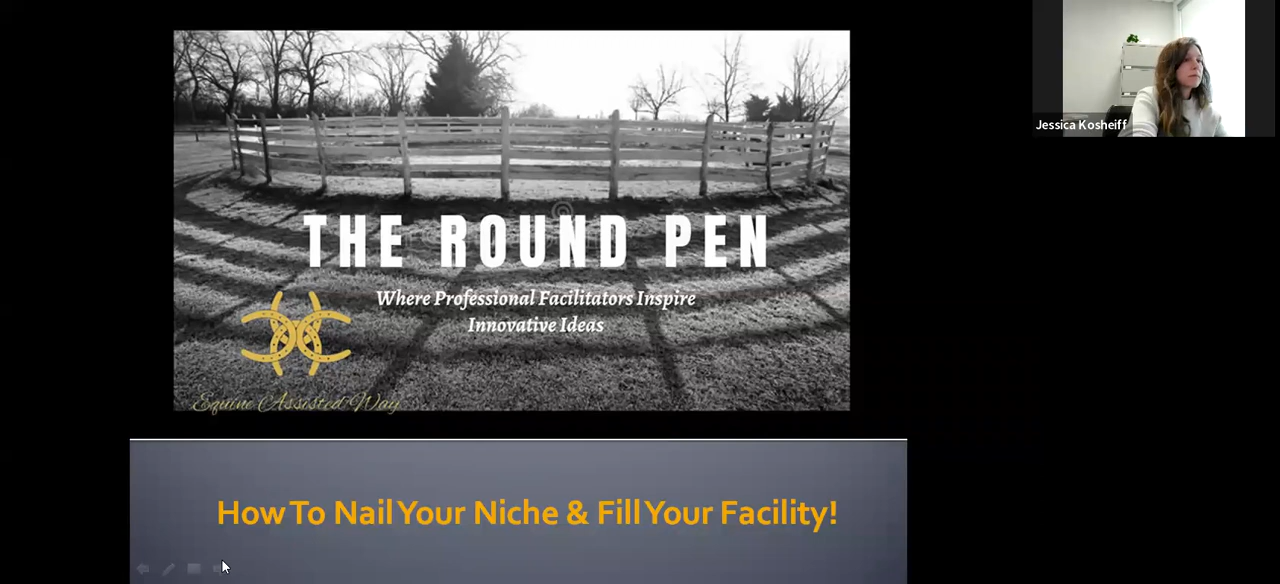 Jessica Kosheiff
THE ROUND PEN
Where Professional Facilitators Inspire
Innovative Ideas
Equine Assisted Way
How To Nail Your Niche & Fill Your Facility!